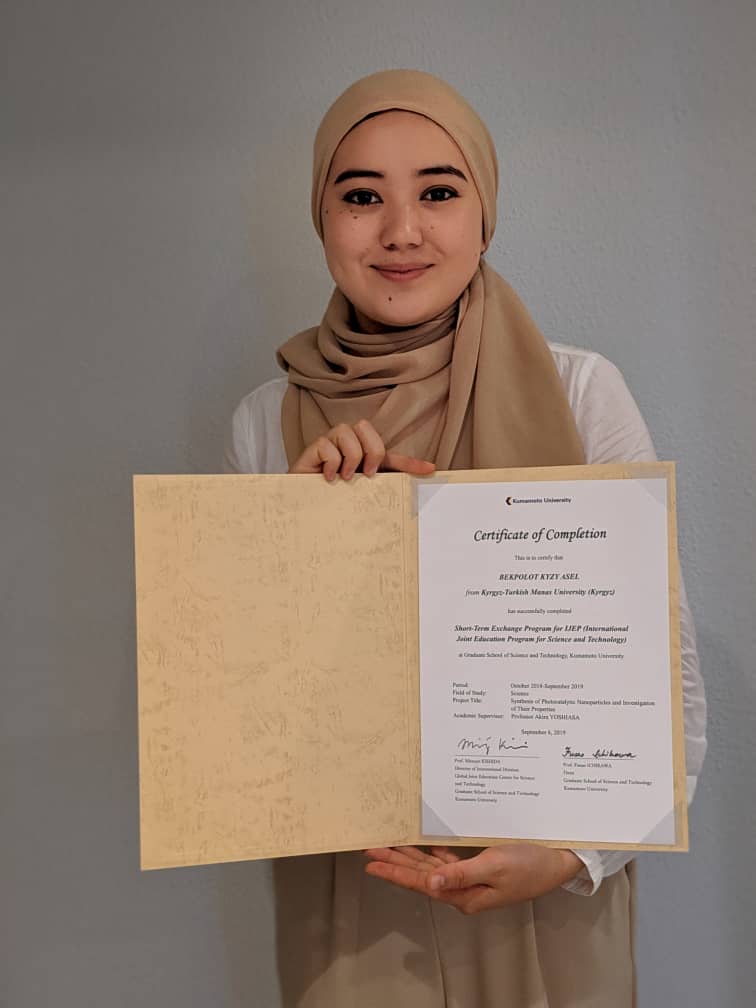 Kumamoto University
Certificate of Completion
This is to certify that
BEKPOLOT KYZY ASEL
from Kyrgyz-Turkish Manas University (Kyrgyz)
has successfully completed
Short-Term Exchange Program for IJEP (International
Joint Education Program for Science and Technology)
at Graduate School of Science and Technology, Kumamoto University.
Period: October 2018-September 2019
Field of Study: Science
Project Title: Synthesis of Photocatalytic Nanoparticles and Investigation
of Their Properties
Academic Supervisor: Professor Akira YOSHIASA
September 6, 2019
Prof. KISHIDA
Director of International Division
Global Joint Education Center for Science
and Technology
Graduate School of Science and Technology
Kumamoto University
Prof. Fusao ICHIKAWA
Dean
Graduate School of Science and Technology
Kumamoto University